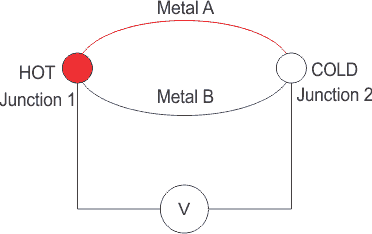 Metal A
HOT
Junction 1
COLD
Junction 2
Metal B
V